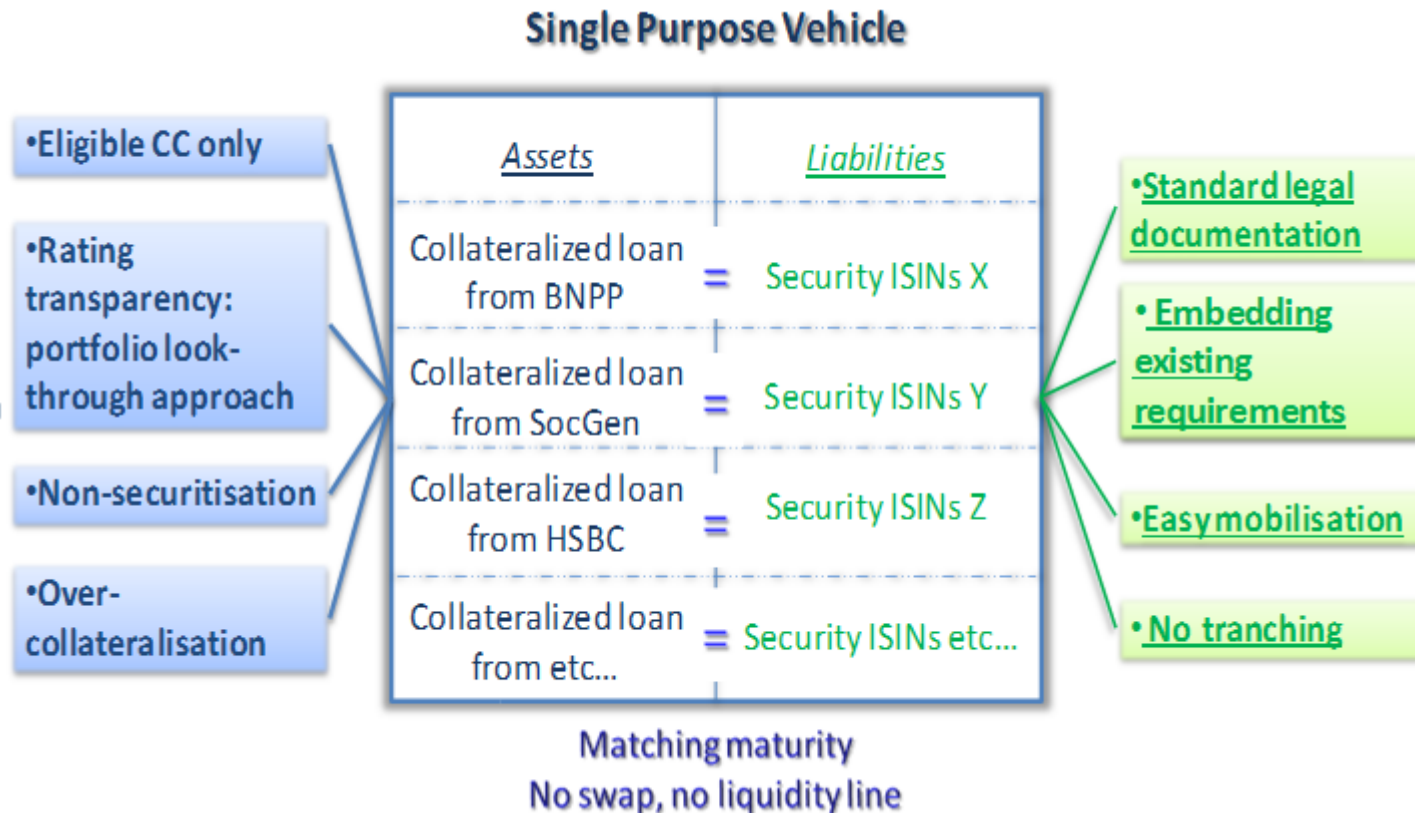 Single Purpose Vehicle
•Eligible CC only
•Rating
transparency:
portfolio look-
through approach
•Non-securitisation
•Over-
collateralisation
Assets
Liabilities
Collateralized loan
from BNPP
=
Security ISINs X
Collateralized loan
from SocGen
=
Security ISINs Y
Collateralized loan
from HSBC
=
Security ISINs Z
Collateralized loan
from etc...
=
Security ISINs etc...
•Standard legal
documentation
• Embedding
existing
requirements
•Easy mobilisation
• No tranching
Matching maturity
No swap, no liquidity line